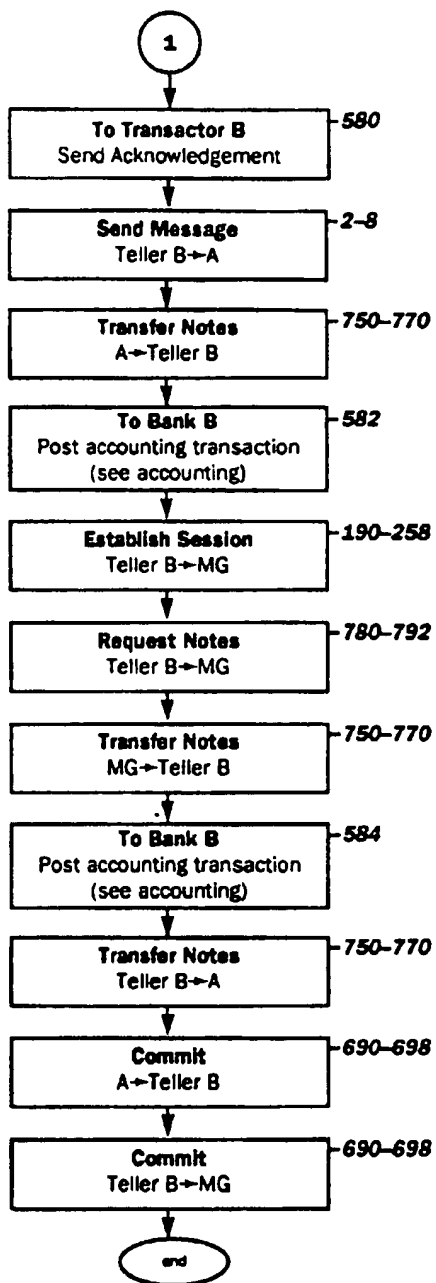 1
To Transactor B
Send Acknowledgement
580
Send Message
Teller B→A
2–8
Transfer Notes
A→Teller B
750–770
To Bank B
Post accounting transaction
(see accounting)
582
Establish Session
Teller B→MG
190–258
Request Notes
Teller B→MG
780–792
Transfer Notes
MG→Teller B
750–770
To Bank B
Post accounting transaction
(see accounting)
584
Transfer Notes
Teller B→A
750–770
Commit
A→Teller B
690–698
Commit
Teller B→MG
690–698
end